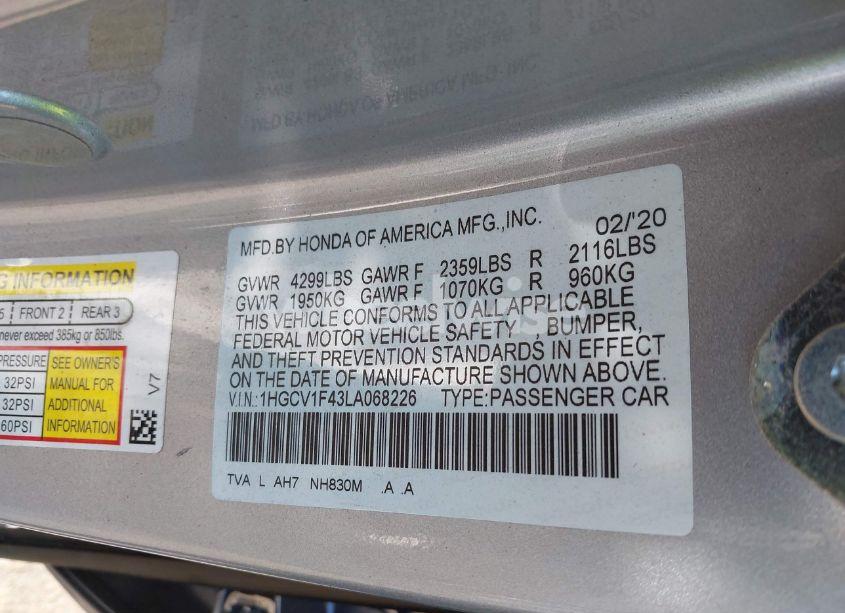 MFD.BY HONDA OF AMERICA MFG.,INC. 02/'20
GVWR 4299LBS GAWR F 2359LBS R 2116LBS
GVWR 1950KG GAWR F 1070KG R 960KG
THIS VEHICLE CONFORMS TO ALL APPLICABLE
FEDERAL MOTOR VEHICLE SAFETY , BUMPER,
AND THEFT PREVENTION STANDARDS IN EFFECT
ON THE DATE OF MANUFACTURE SHOWN ABOVE.
V.I.N.:1HGCV1F43LA068226 TYPE:PASSENGER CAR
TVA L AH7 NH830M .A .A
INFORMATION
5 FRONT 2 REAR 3
never exceed 385kg or 850lbs.
PRESSURE SEE OWNER'S
32PSI MANUAL FOR
32PSI ADDITIONAL
60PSI INFORMATION
V7